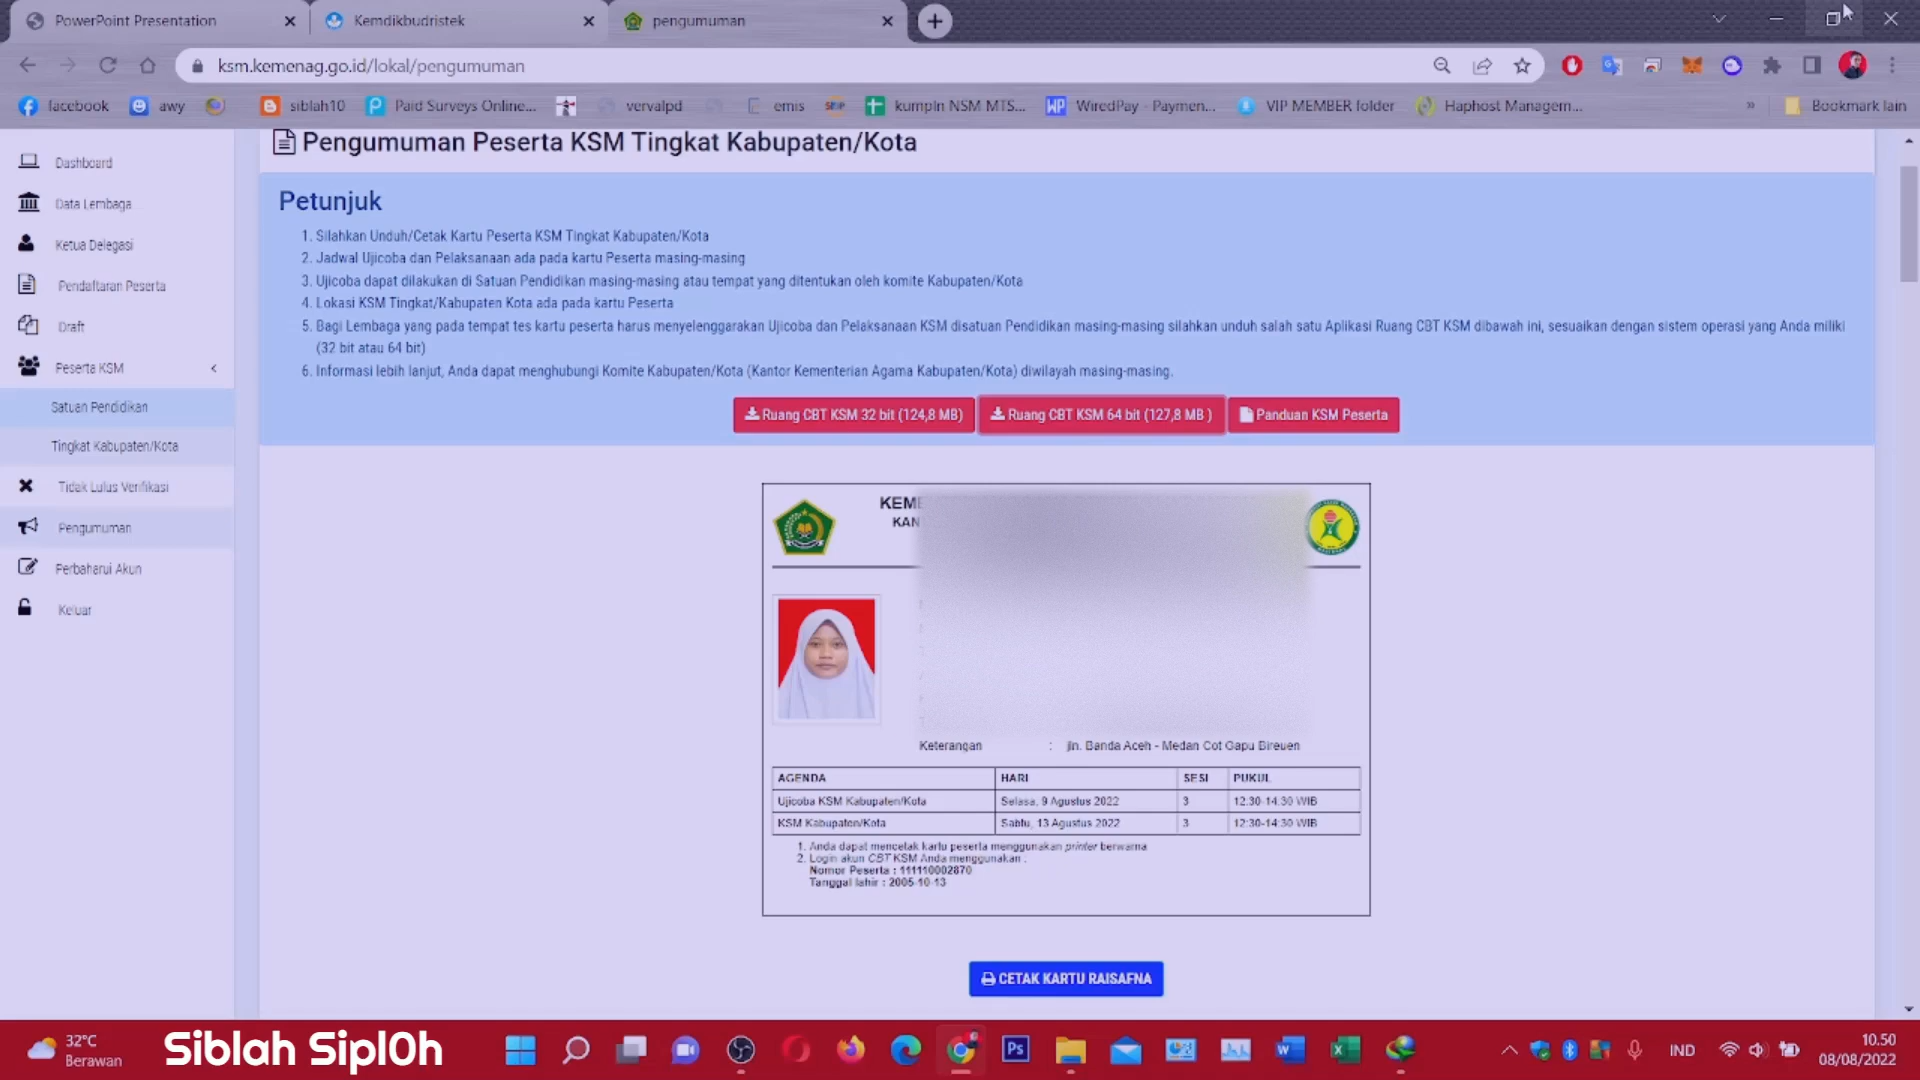 PowerPoint Presentation
Kemdikbudristek
pengumuman
ksm.kemenag.go.id/lokal/pengumuman
facebook
awy
siblah10
Paid Surveys Online...
vervalpd
emis
kumpln NSM MTS...
WiredPay - Paymen...
VIP MEMBER folder
Haphost Managem...
»
Bookmark lain
Dashboard
Data Lembaga
Ketua Delegasi
Pendaftaran Peserta
Draft
Peserta KSM
Satuan Pendidikan
Tingkat Kabupaten/Kota
Tidak Lulus Verifikasi
Pengumuman
Perbaharui Akun
Keluar
Pengumuman Peserta KSM Tingkat Kabupaten/Kota
Petunjuk
1. Silahkan Unduh/Cetak Kartu Peserta KSM Tingkat Kabupaten/Kota
2. Jadwal Ujicoba dan Pelaksanaan ada pada kartu Peserta masing-masing
3. Ujicoba dapat dilakukan di Satuan Pendidikan masing-masing atau tempat yang ditentukan oleh komite Kabupaten/Kota
4. Lokasi KSM Tingkat/Kabupaten Kota ada pada kartu Peserta
5. Bagi Lembaga yang pada tempat tes kartu peserta harus menyelenggarakan Ujicoba dan Pelaksanaan KSM disatuan Pendidikan masing-masing silahkan unduh salah satu Aplikasi Ruang CBT KSM dibawah ini, sesuaikan dengan sistem operasi yang Anda miliki
(32 bit atau 64 bit)
6. Informasi lebih lanjut, Anda dapat menghubungi Komite Kabupaten/Kota (Kantor Kementerian Agama Kabupaten/Kota) diwilayah masing-masing.
Ruang CBT KSM 32 bit (124,8 MB)
Ruang CBT KSM 64 bit (127,8 MB )
Panduan KSM Peserta
KEME
KAN
Keterangan : jln. Banda Aceh - Medan Cot Gapu Bireuen
AGENDA HARI SESI PUKUL
Ujicoba KSM Kabupaten/Kota Selasa, 9 Agustus 2022 3 12:30-14:30 WIB
KSM Kabupaten/Kota Sabtu, 13 Agustus 2022 3 12:30-14:30 WIB
1. Anda dapat mencetak kartu peserta menggunakan printer berwarna
2. Login akun CBT KSM Anda menggunakan :
Nomor Peserta : 111110002870
Tanggal lahir : 2005-10-13
CETAK KARTU RAISAFNA
32°C
Berawan
Siblah Sipl0h
Ps
IND
10.50
08/08/2022